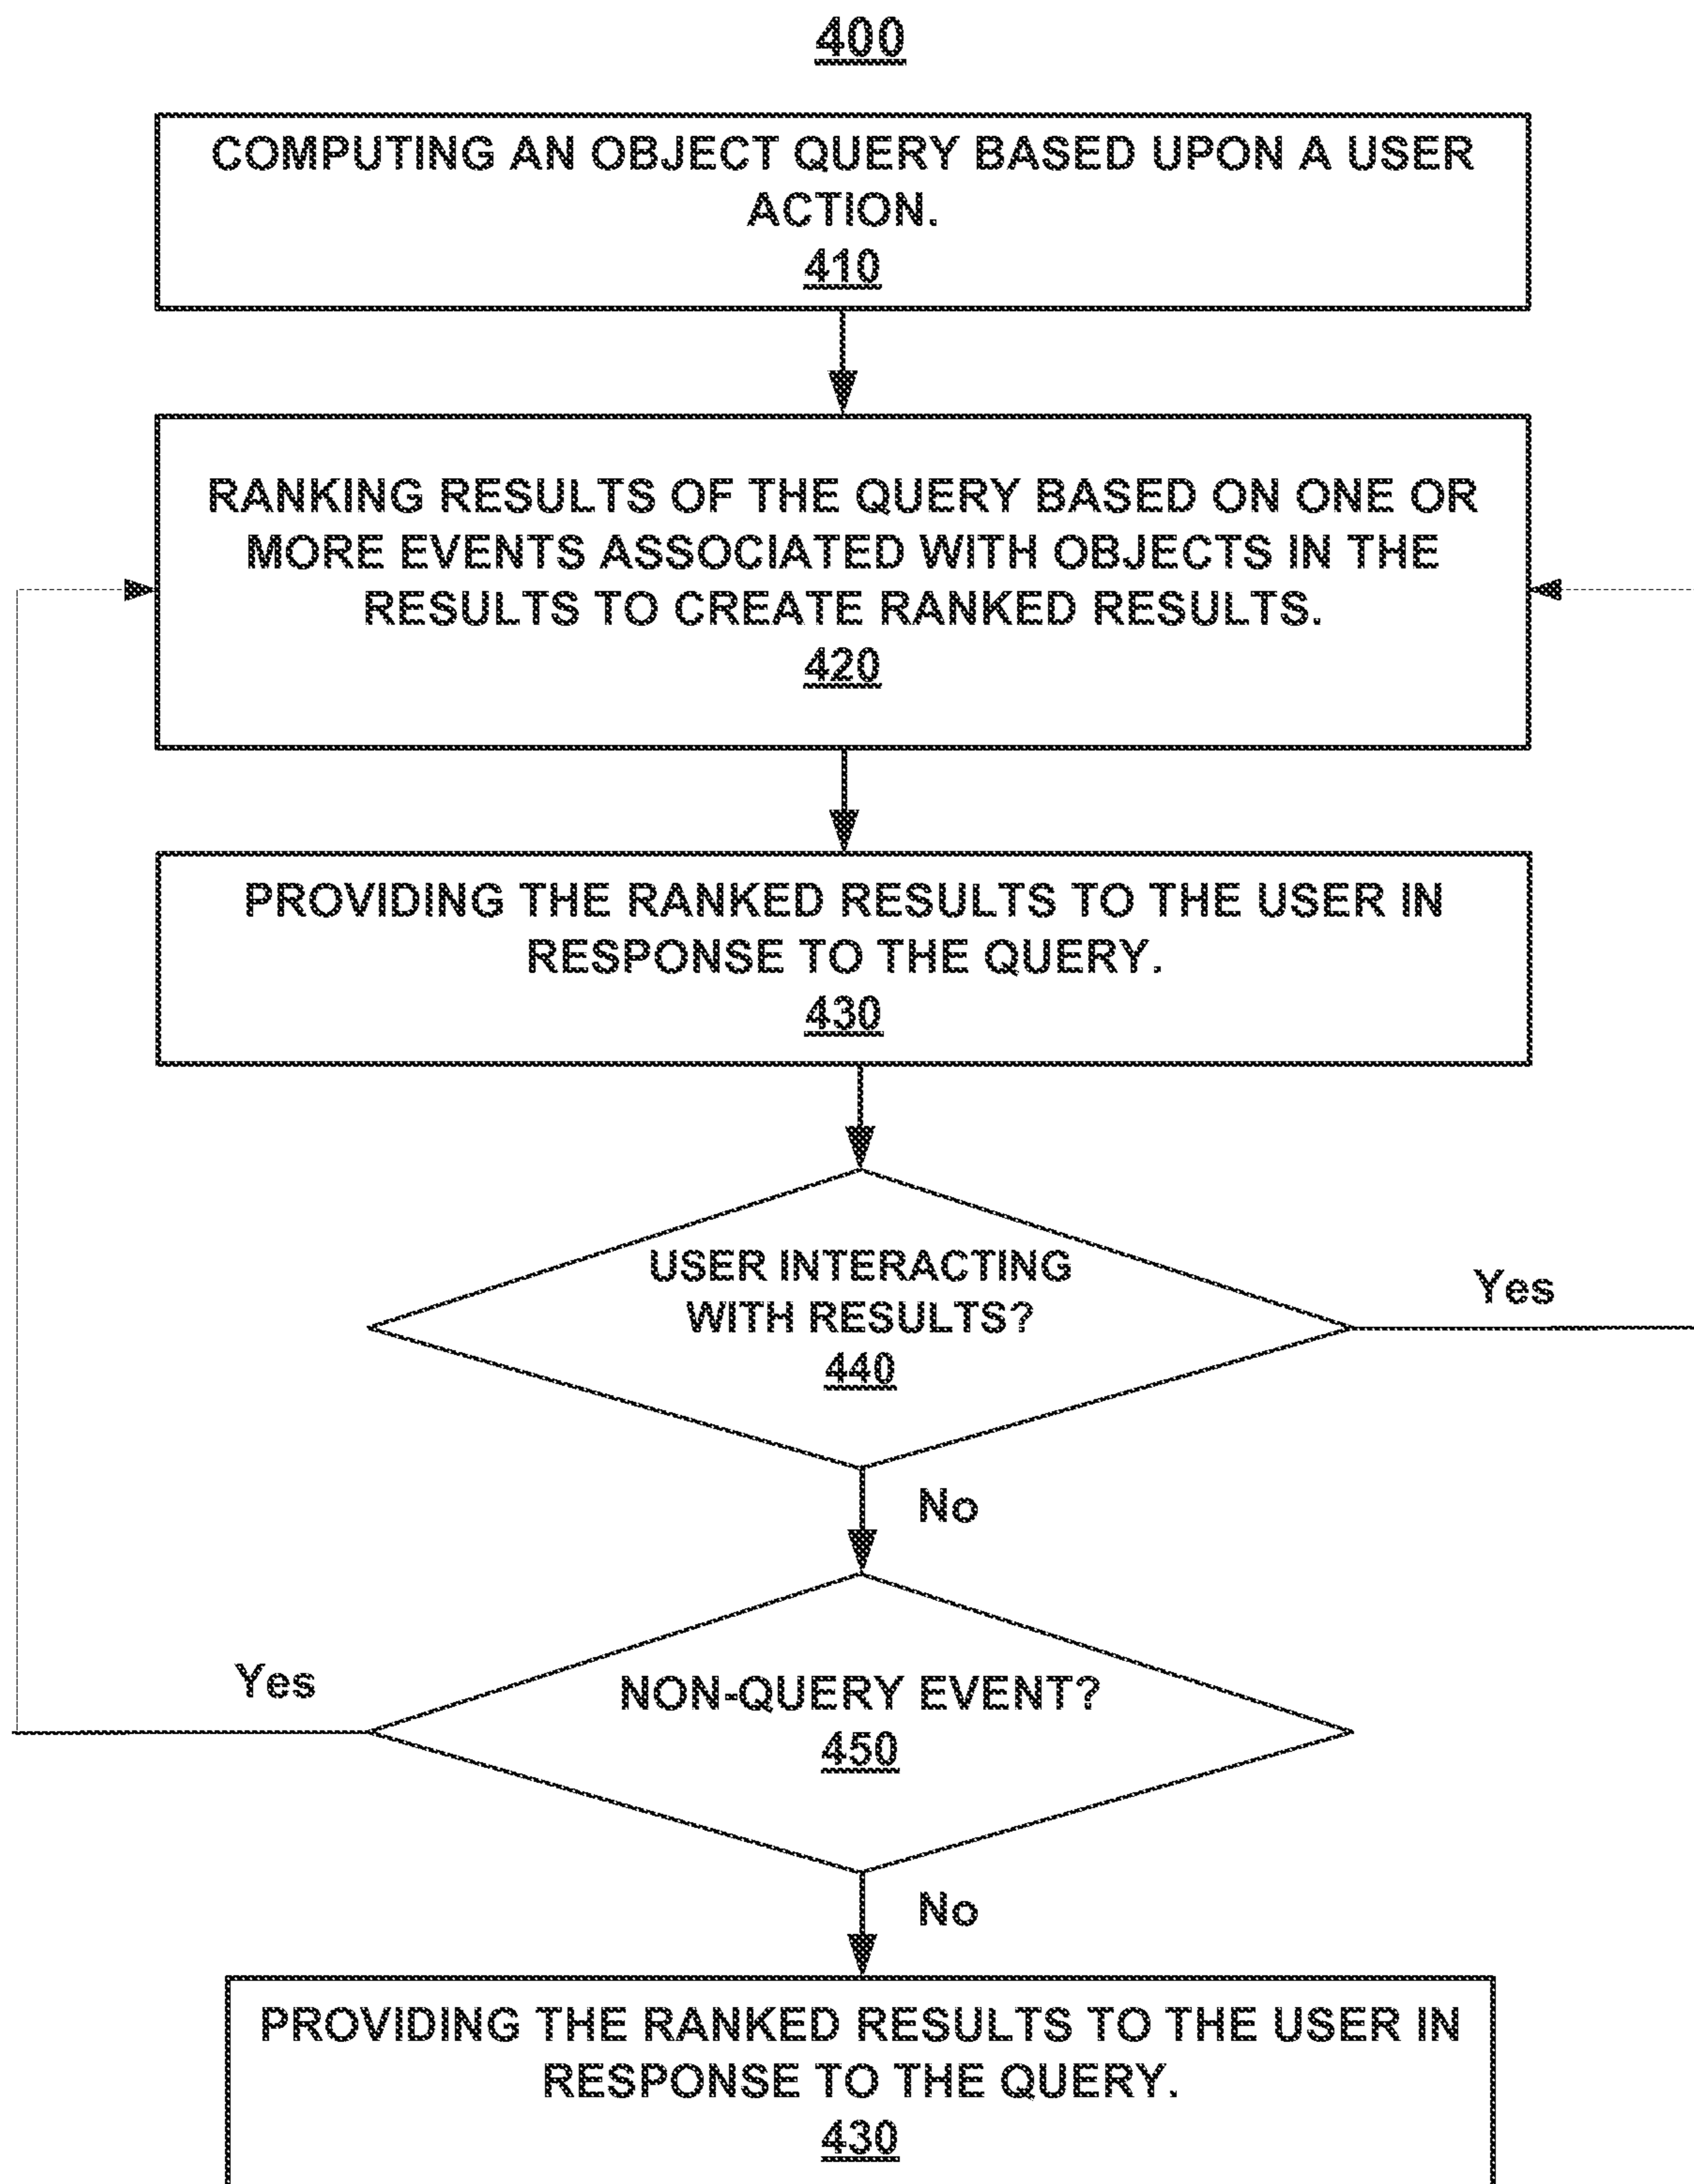 400
COMPUTING AN OBJECT QUERY BASED UPON A USER
ACTION.
410
RANKING RESULTS OF THE QUERY BASED ON ONE OR
MORE EVENTS ASSOCIATED WITH OBJECTS IN THE
RESULTS TO CREATE RANKED RESULTS.
420
PROVIDING THE RANKED RESULTS TO THE USER IN
RESPONSE TO THE QUERY.
430
USER INTERACTING
WITH RESULTS?
440
Yes
No
NON-QUERY EVENT?
450
Yes
No
PROVIDING THE RANKED RESULTS TO THE USER IN
RESPONSE TO THE QUERY.
430